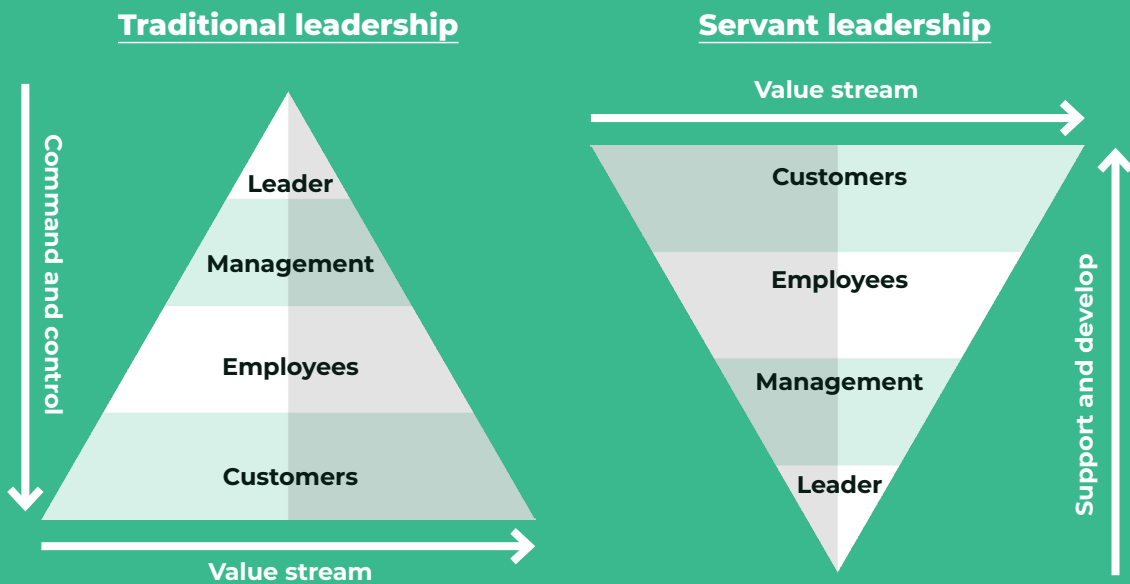 Traditional leadership
Command and control
Leader
Management
Employees
Customers
Value stream
Servant leadership
Value stream
Customers
Employees
Management
Leader
Support and develop